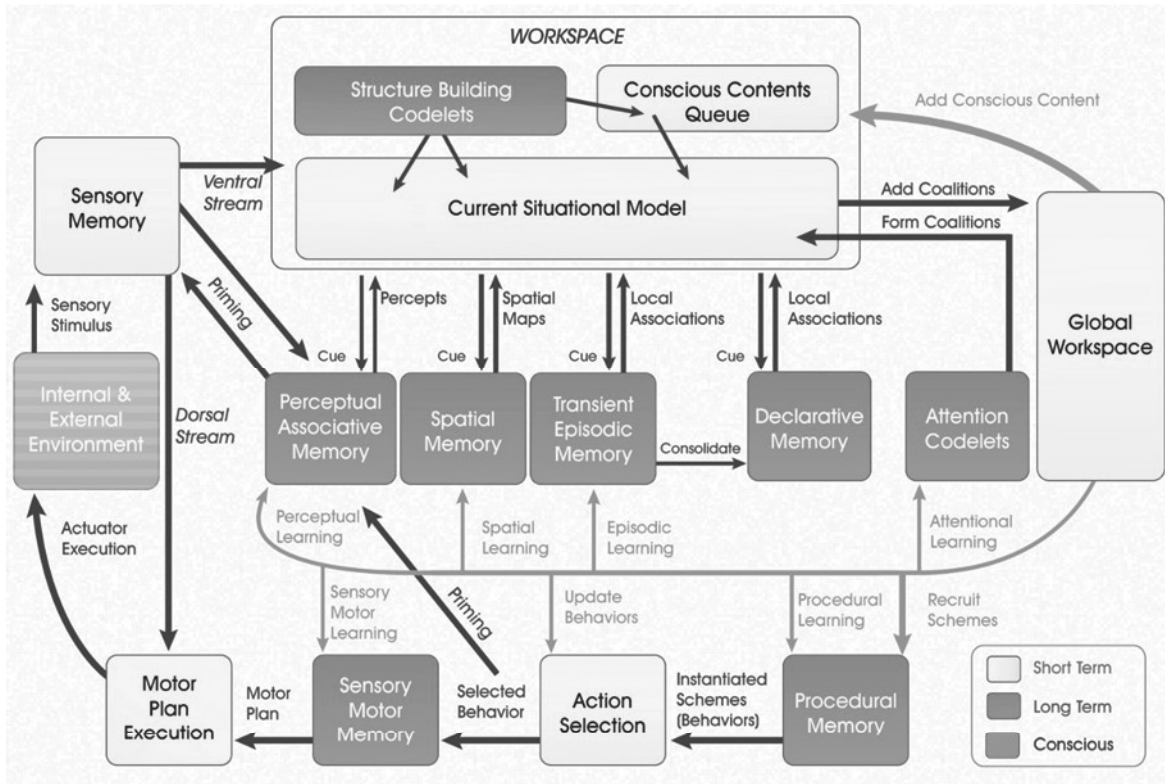 WORKSPACE
Structure Building
Codelets
Conscious Contents
Queue
Add Conscious Content
Sensory
Memory
Ventral
Stream
Current Situational Model
Add Coalitions
Form Coalitions
Global
Workspace
Sensory
Stimulus
Priming
Percepts
Cue
Spatial
Maps
Cue
Local
Associations
Cue
Local
Associations
Cue
Internal &
External
Environment
Dorsal
Stream
Perceptual
Associative
Memory
Spatial
Memory
Transient
Episodic
Memory
Consolidate
Declarative
Memory
Attention
Codelets
Actuator
Execution
Perceptual
Learning
Spatial
Learning
Episodic
Learning
Attentional
Learning
Sensory
Motor
Learning
Priming
Update
Behaviors
Procedural
Learning
Recruit
Schemes
Motor
Plan
Execution
Motor
Plan
Sensory
Motor
Memory
Selected
Behavior
Action
Selection
Instantiated
Schemes
(Behaviors)
Procedural
Memory
Short Term
Long Term
Conscious